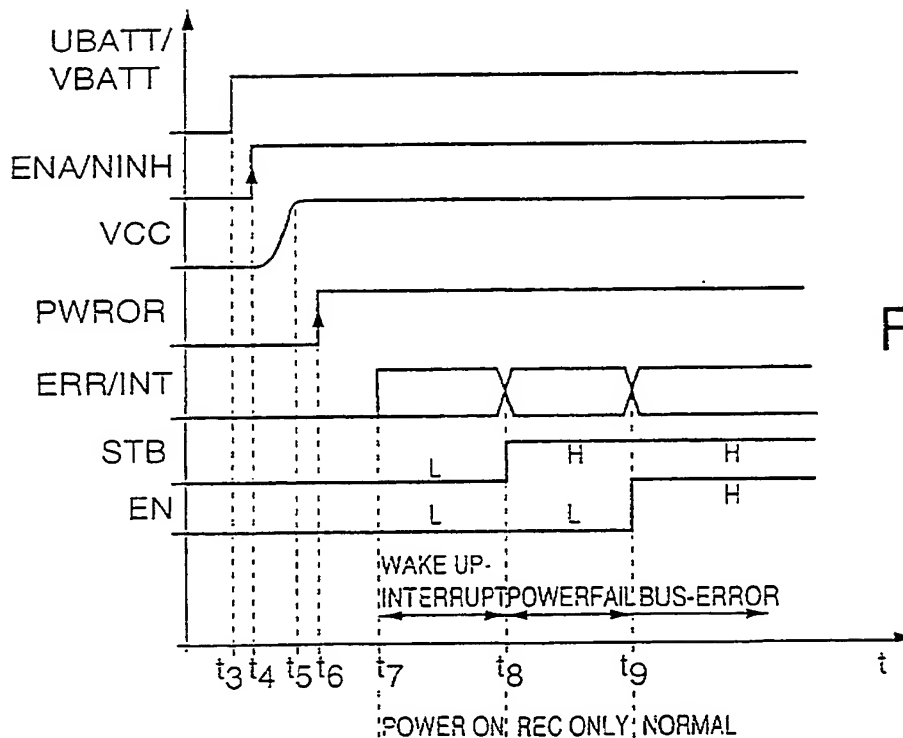 UBATT/
VBATT
ENA/NINH
VCC
PWROR
ERR/INT
STB
L
H
H
EN
L
L
H
WAKE UP-
INTERRUPT POWERFAIL BUS-ERROR
t3 t4 t5 t6 t7 t8 t9 t
POWER ON REC ONLY NORMAL
F